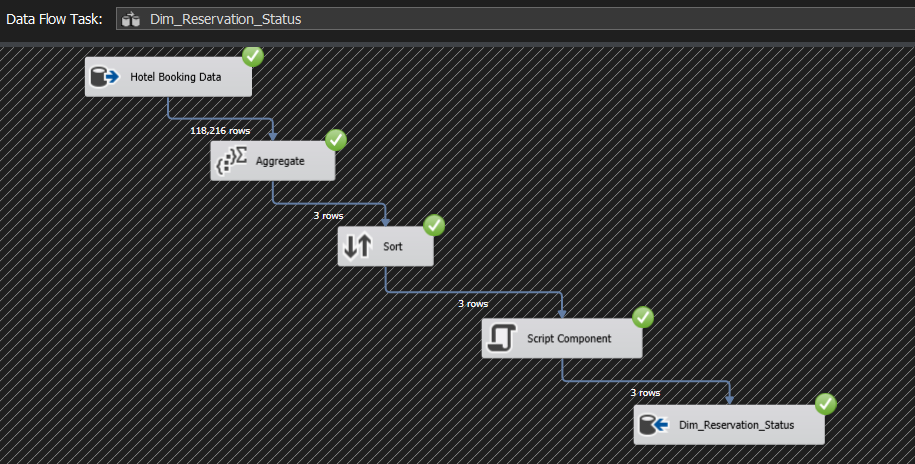 Data Flow Task: Dim_Reservation_Status
Hotel Booking Data
118,216 rows
Aggregate
3 rows
Sort
3 rows
Script Component
3 rows
Dim_Reservation_Status